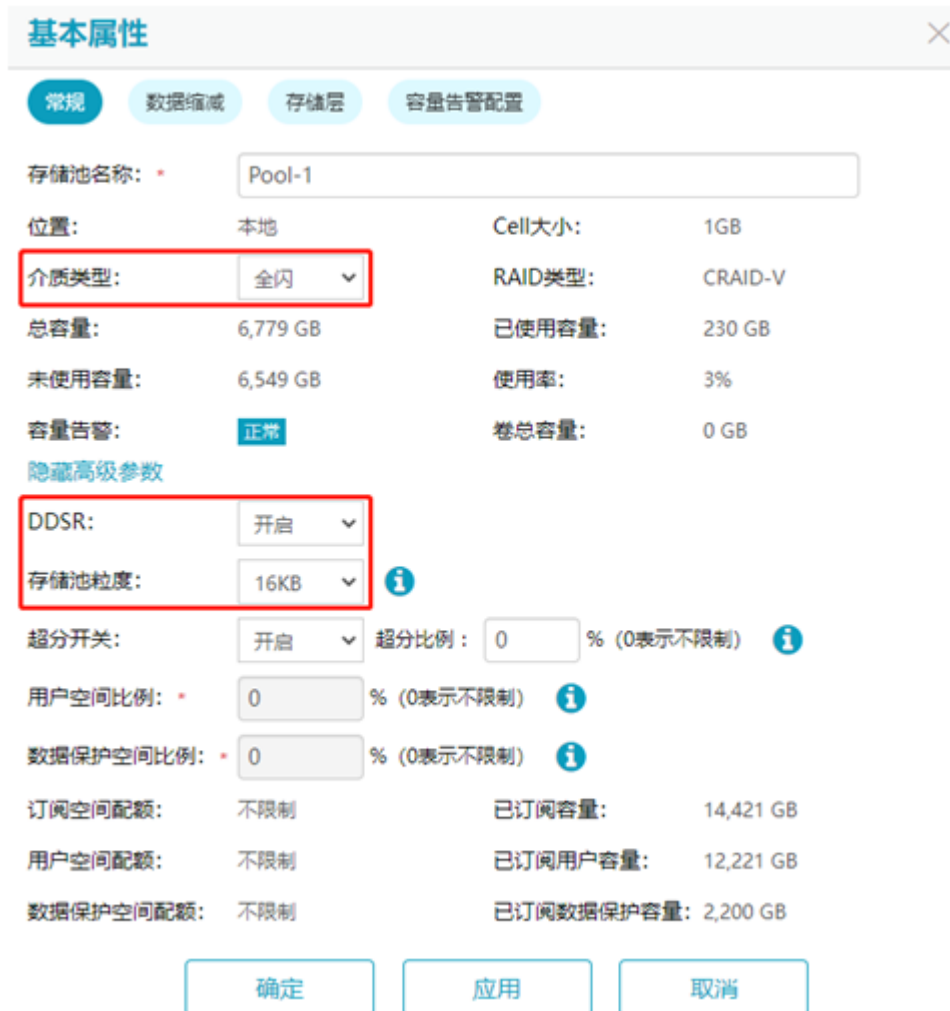 基本属性
常规 数据缩减 存储层 容量告警配置
存储池名称: * Pool-1
位置: 本地 Cell大小: 1GB
介质类型: 全闪 RAID类型: CRAID-V
总容量: 6,779 GB 已使用容量: 230 GB
未使用容量: 6,549 GB 使用率: 3%
容量告警: 正常 卷总容量: 0 GB
隐藏高级参数
DDSR: 开启
存储池粒度: 16KB
超分开关: 开启 超分比例: 0 % (0表示不限制)
用户空间比例: * 0 % (0表示不限制)
数据保护空间比例: * 0 % (0表示不限制)
订阅空间配额: 不限制 已订阅容量: 14,421 GB
用户空间配额: 不限制 已订阅用户容量: 12,221 GB
数据保护空间配额: 不限制 已订阅数据保护容量: 2,200 GB
确定 应用 取消